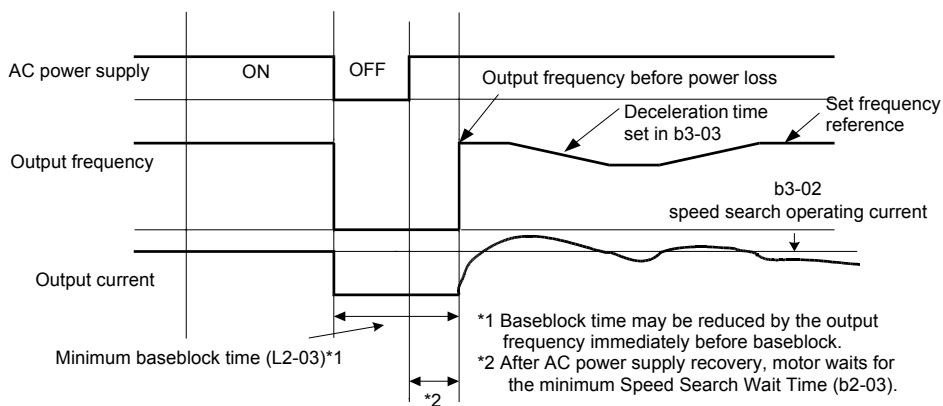 AC power supply
ON
OFF
Output frequency before power loss
Deceleration time
set in b3-03
Set frequency
reference
Output frequency
b3-02
speed search operating current
Output current
Minimum baseblock time (L2-03)*1
*1 Baseblock time may be reduced by the output
frequency immediately before baseblock.
*2 After AC power supply recovery, motor waits for
the minimum Speed Search Wait Time (b2-03).
*2